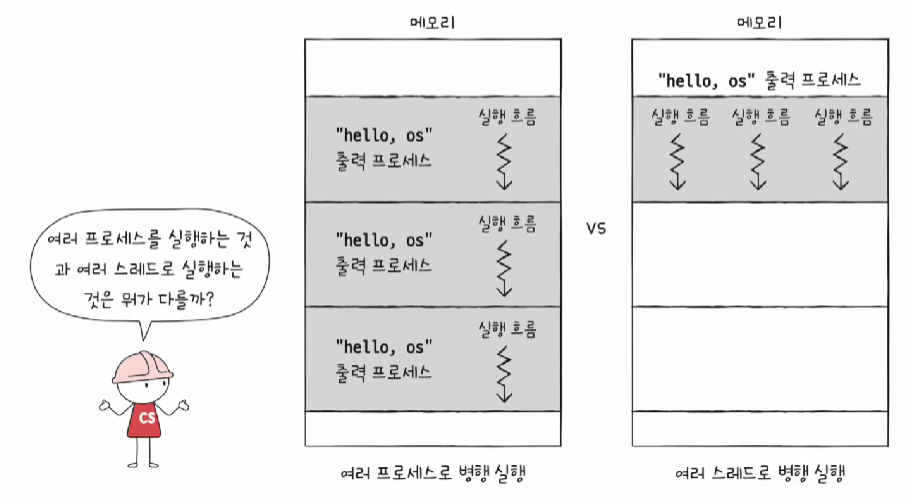 여러 프로세스를 실행하는 것
과 여러 스레드로 실행하는
것은 뭐가 다를까?
CS
메모리
"hello, os"
출력 프로세스
실행 흐름
"hello, os"
출력 프로세스
실행 흐름
"hello, os"
출력 프로세스
실행 흐름
여러 프로세스로 병행 실행
vs
메모리
"hello, os" 출력 프로세스
실행 흐름 실행 흐름 실행 흐름
여러 스레드로 병행 실행